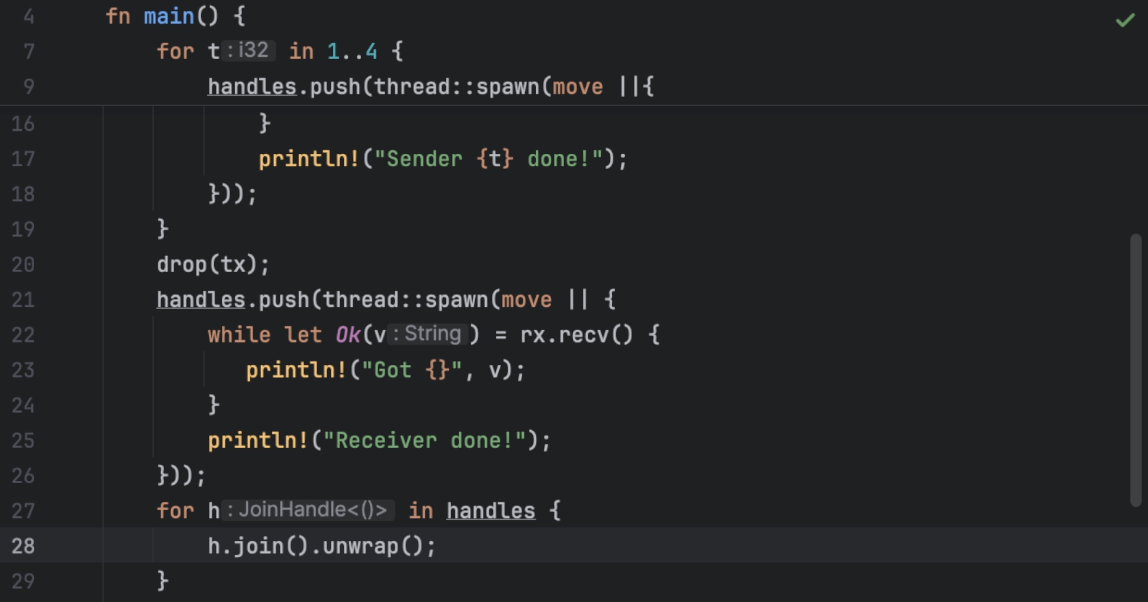 4 fn main() {
7 for t : i32 in 1..4 {
9 handles.push(thread::spawn(move ||{
16 }
17 println!("Sender {t} done!");
18 }));
19 }
20 drop(tx);
21 handles.push(thread::spawn(move || {
22 while let Ok(v : String ) = rx.recv() {
23 println!("Got {}", v);
24 }
25 println!("Receiver done!");
26 }));
27 for h : JoinHandle<()> in handles {
28 h.join().unwrap();
29 }